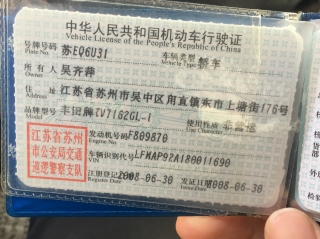 中华人民共和国机动车行驶证
Vehicle License of the People's Republic of China
号牌号码 苏EQ6U31 车辆类型 轿车
Plate No. Vehicle Type
所有人 吴齐萍
Owner
住址 江苏省苏州市吴中区甪直镇东市上塘街176号
Address
品牌型号 丰田牌TV7162GL-I 使用性质 非营运
Model Use Character
江苏省苏州市公安局交通巡逻警察支队
发动机号码 F809870
Engine No.
车辆识别代号 LFMAP92A180011690
VIN
注册登记日期 2008-06-30 发证日期 2008-06-30
Register Date Issue Date